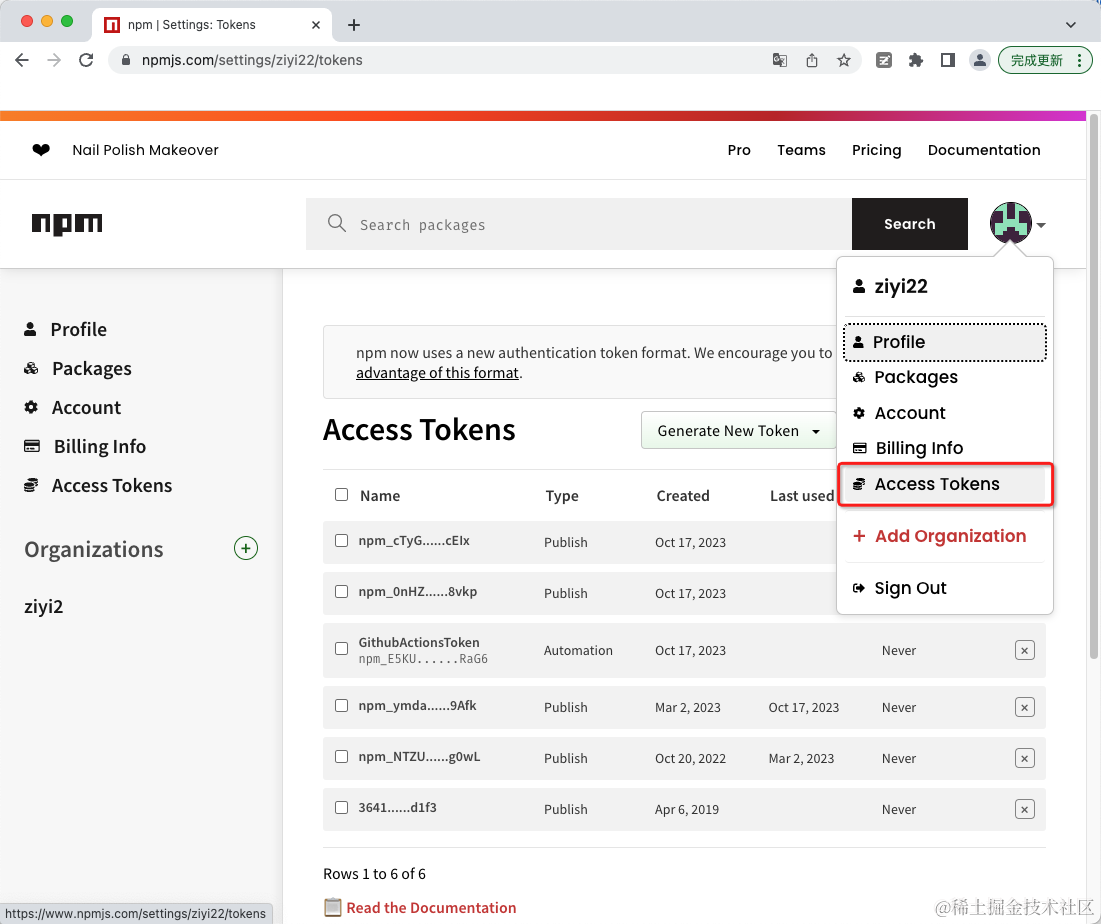 npm | Settings: Tokens
npmjs.com/settings/ziyi22/tokens
完成更新
Nail Polish Makeover
Pro Teams Pricing Documentation
npm
Search packages
Search
ziyi22
Profile
Packages
Account
Billing Info
Access Tokens
Add Organization
Sign Out
Profile
Packages
Account
Billing Info
Access Tokens
Organizations
ziyi2
npm now uses a new authentication token format. We encourage you to
advantage of this format.
Access Tokens
Generate New Token
Name Type Created Last used
npm_cTyG......cEIx Publish Oct 17, 2023
npm_0nHZ......8vkp Publish Oct 17, 2023
GithubActionsToken
npm_E5KU......RaG6 Automation Oct 17, 2023 Never
npm_ymda......9Afk Publish Mar 2, 2023 Oct 17, 2023 Never
npm_NTZU......g0wL Publish Oct 20, 2022 Mar 2, 2023 Never
3641......d1f3 Publish Apr 6, 2019 Never
Rows 1 to 6 of 6
Read the Documentation
https://www.npmjs.com/settings/ziyi22/tokens
@稀土掘金技术社区